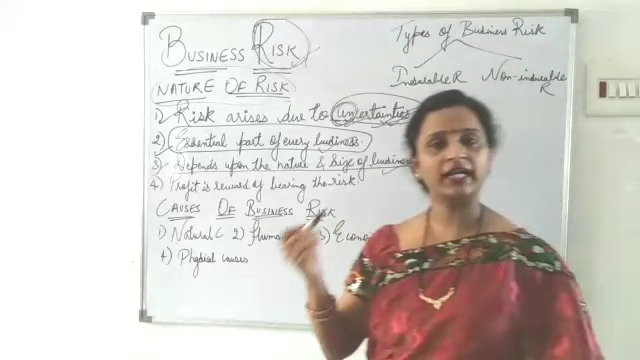 BUSINESS RISK
Types of Business Risk
Insurable R
Non-insurable R
NATURE OF RISK
1) Risk arises due to uncertainties
2) Essential part of every business.
3) Depends upon the nature & Size of business
4) Profit is reward of bearing the risk.
CAUSES OF BUSINESS RISK
1) Natural C 2) Huma 3) Econo
4) Physical causes